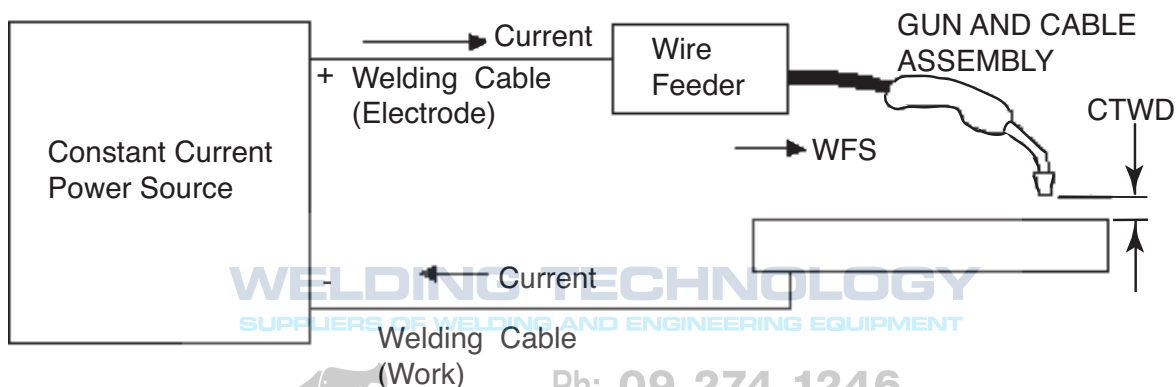 GUN AND CABLE
ASSEMBLY
Current
+ Welding Cable
(Electrode)
Wire
Feeder
CTWD
WFS
Constant Current
Power Source
WELDING TECHNOLOGY
- Current
SUPPLIERS OF WELDING AND ENGINEERING EQUIPMENT
Welding Cable
(Work)
Ph: 09 274 1246